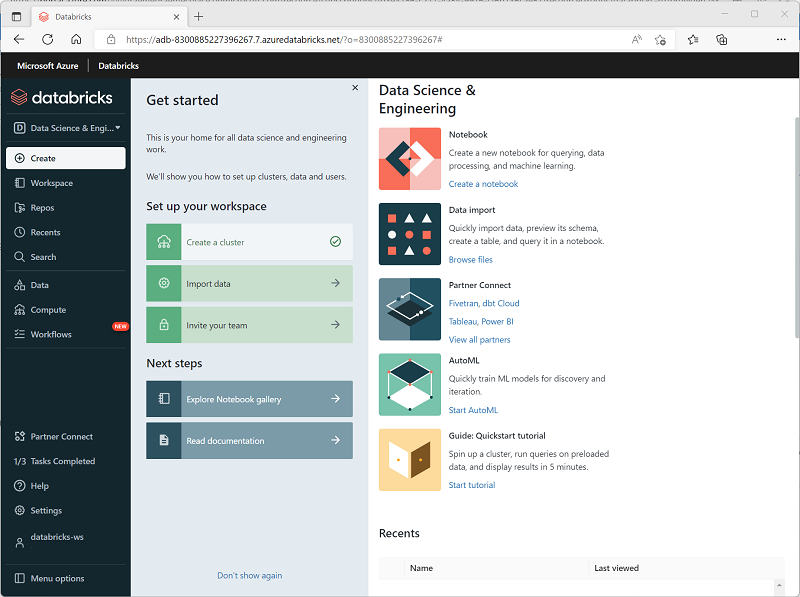 Databricks
https://adb-8300885227396267.7.azuredatabricks.net/?o=8300885227396267#
Microsoft Azure
Databricks
databricks
D
Data Science & Engi...
Create
Workspace
Repos
Recents
Search
Data
Compute
Workflows
NEW
Partner Connect
1/3 Tasks Completed
Help
Settings
databricks-ws
Menu options
Get started
This is your home for all data science and engineering
work.
We'll show you how to set up clusters, data and users.
Set up your workspace
Create a cluster
Import data
Invite your team
Next steps
Explore Notebook gallery
Read documentation
Don't show again
Data Science &
Engineering
Notebook
Create a new notebook for querying, data
processing, and machine learning.
Create a notebook
Data import
Quickly import data, preview its schema,
create a table, and query it in a notebook.
Browse files
Partner Connect
Fivetran, dbt Cloud
Tableau, Power BI
View all partners
AutoML
Quickly train ML models for discovery and
iteration.
Start AutoML
Guide: Quickstart tutorial
Spin up a cluster, run queries on preloaded
data, and display results in 5 minutes.
Start tutorial
Recents
Name
Last viewed